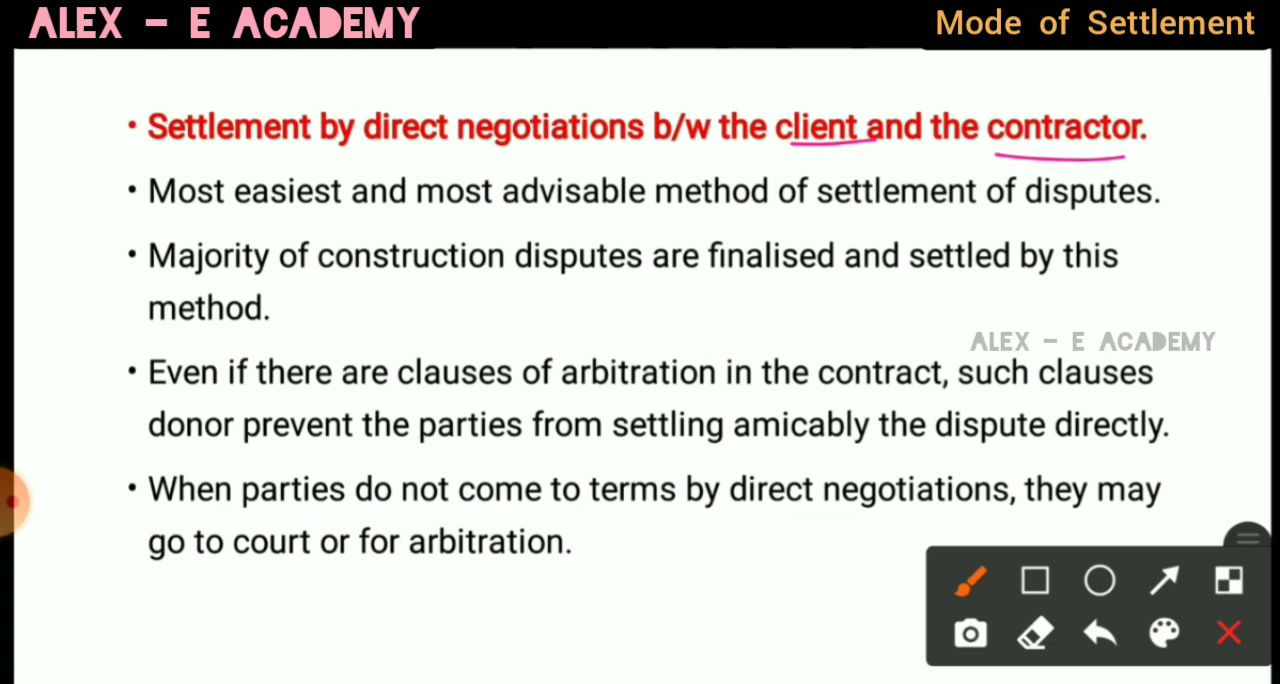 ALEX – E ACADEMY
Mode of Settlement
• Settlement by direct negotiations b/w the client and the contractor.
• Most easiest and most advisable method of settlement of disputes.
• Majority of construction disputes are finalised and settled by this
method.
ALEX – E ACADEMY
• Even if there are clauses of arbitration in the contract, such clauses
donor prevent the parties from settling amicably the dispute directly.
• When parties do not come to terms by direct negotiations, they may
go to court or for arbitration.